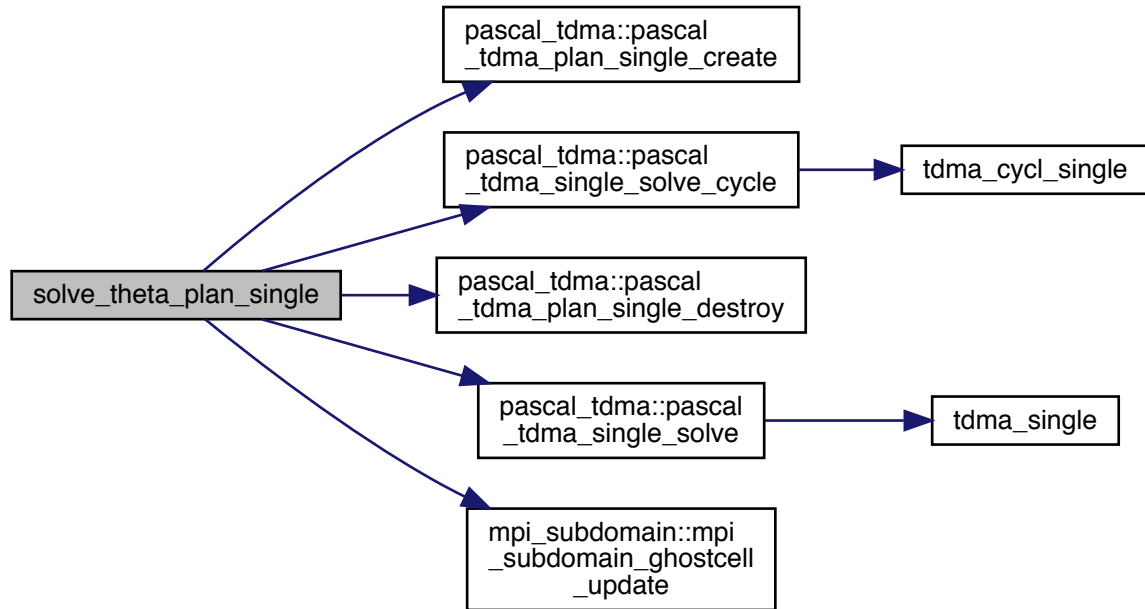 pascal_tdma::pascal
_tdma_plan_single_create
pascal_tdma::pascal
_tdma_single_solve_cycle
tdma_cycl_single
solve_theta_plan_single
pascal_tdma::pascal
_tdma_plan_single_destroy
pascal_tdma::pascal
_tdma_single_solve
tdma_single
mpi_subdomain::mpi
_subdomain_ghostcell
_update